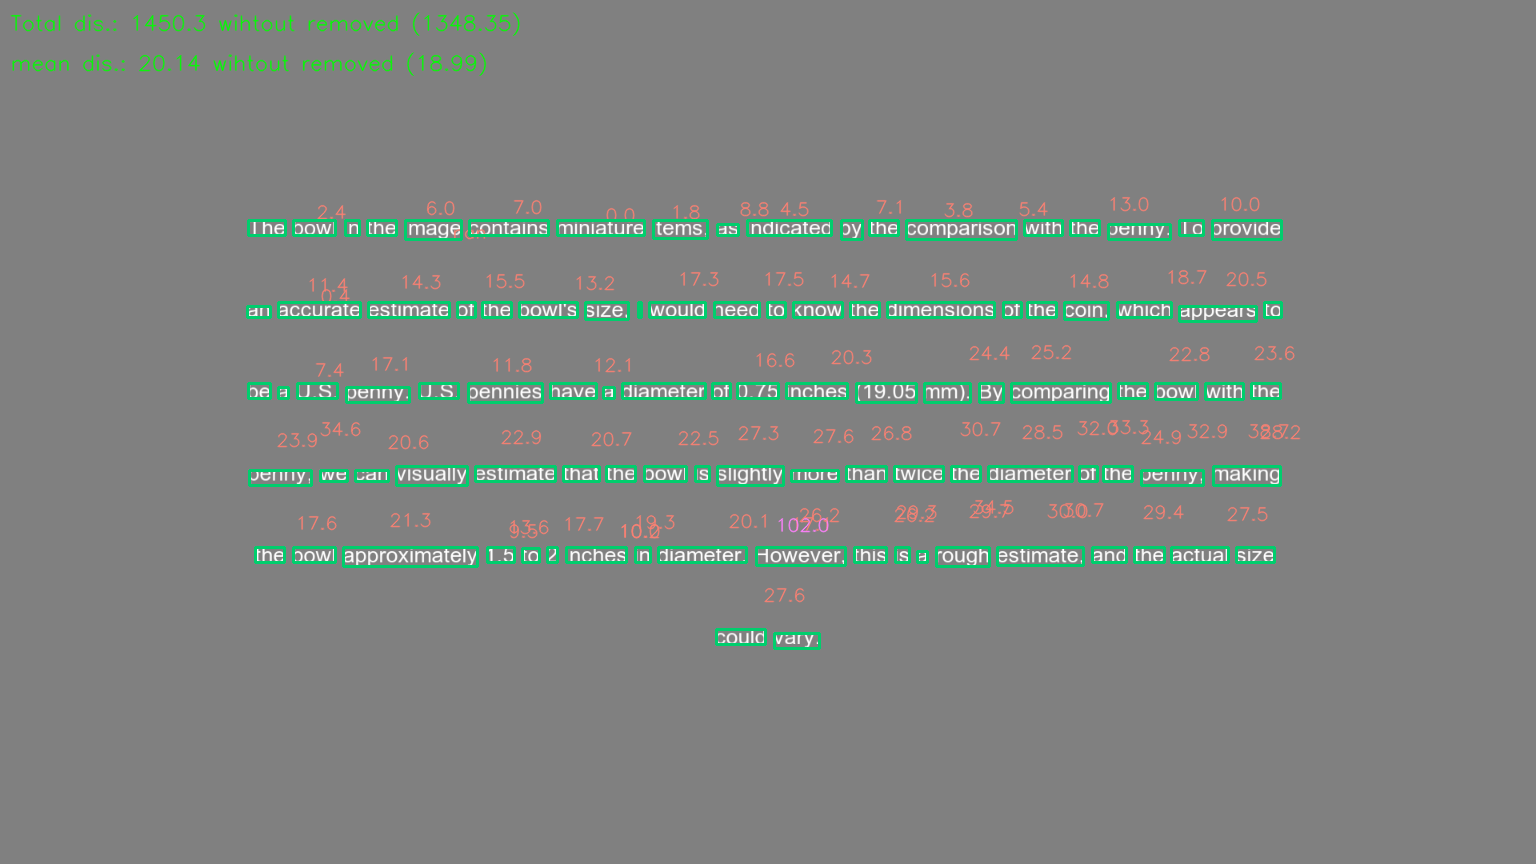 Total dis.: 1450.3 wihtout removed (1348.35)
mean dis.: 20.14 wihtout removed (18.99)
2.4 6.0 7.0 0.0 1.8 8.8 4.5 7.1 3.8 5.4 13.0 10.0
The bowl in the image contains miniature items, as indicated by the comparison with the penny. To provide
11.4 0.4 14.3 15.5 13.2 17.3 17.5 14.7 15.6 14.8 18.7 20.5
an accurate estimate of the bowl's size, I would need to know the dimensions of the coin, which appears to
7.4 17.1 11.8 12.1 16.6 20.3 24.4 25.2 22.8 23.6
be a U.S. penny. U.S. pennies have a diameter of 0.75 inches (19.05 mm). By comparing the bowl with the
23.9 34.6 20.6 22.9 20.7 22.5 27.3 27.6 26.8 30.7 28.5 32.0 33.3 24.9 32.9 28.2
penny, we can visually estimate that the bowl is slightly more than twice the diameter of the penny, making
17.6 21.3 9.5 13.6 17.7 10.0 19.3 20.1 102.0 26.2 26.2 29.3 29.7 34.5 30.0 30.7 29.4 27.5
the bowl approximately 1.5 to 2 inches in diameter. However, this is a rough estimate, and the actual size
27.6
could vary.